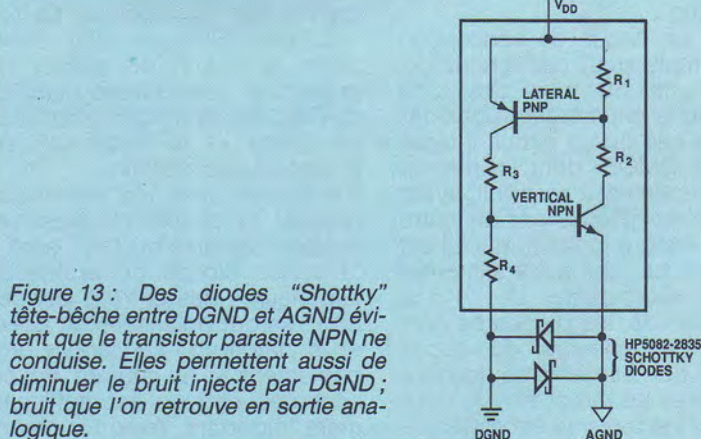 V_DD
R1
LATERAL
PNP
R2
R3
VERTICAL
NPN
R4
HP5082-2835
SCHOTTKY
DIODES
DGND
AGND
Figure 13 : Des diodes “Shottky”
tête-bêche entre DGND et AGND évi-
tent que le transistor parasite NPN ne
conduise. Elles permettent aussi de
diminuer le bruit injecté par DGND ;
bruit que l'on retrouve en sortie ana-
logique.